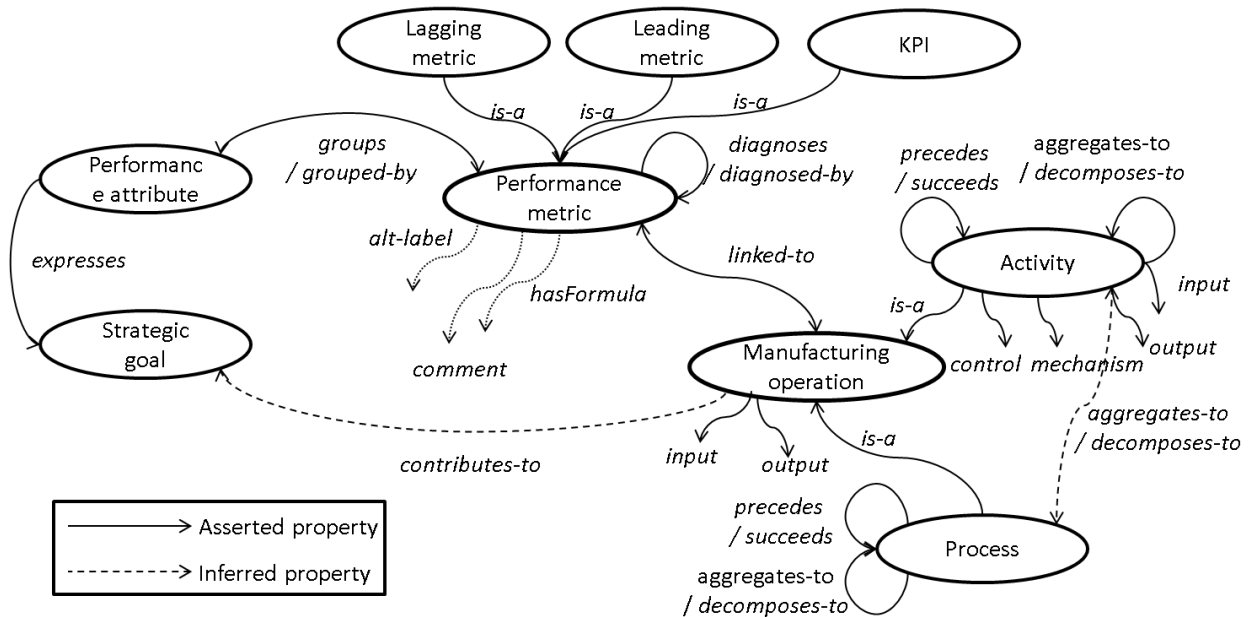 Lagging
metric
Leading
metric
KPI
is-a
is-a
is-a
groups
/ grouped-by
diagnoses
/ diagnosed-by
precedes
/ succeeds
aggregates-to
/ decomposes-to
Performanc
e attribute
Performance
metric
alt-label
expresses
linked-to
Activity
input
hasFormula
is-a
Strategic
goal
comment
Manufacturing
operation
control
mechanism
output
aggregates-to
/ decomposes-to
contributes-to
input
output
is-a
Asserted property
Inferred property
precedes
/ succeeds
Process
aggregates-to
/ decomposes-to